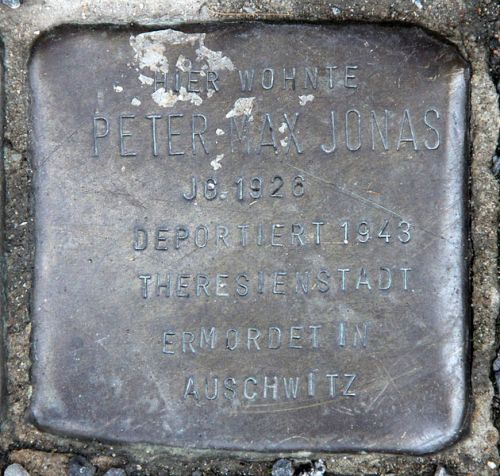 HIER WOHNTE
PETER MAX JONAS
JG. 1926
DEPORTIERT 1943
THERESIENSTADT
ERMORDET IN
AUSCHWITZ